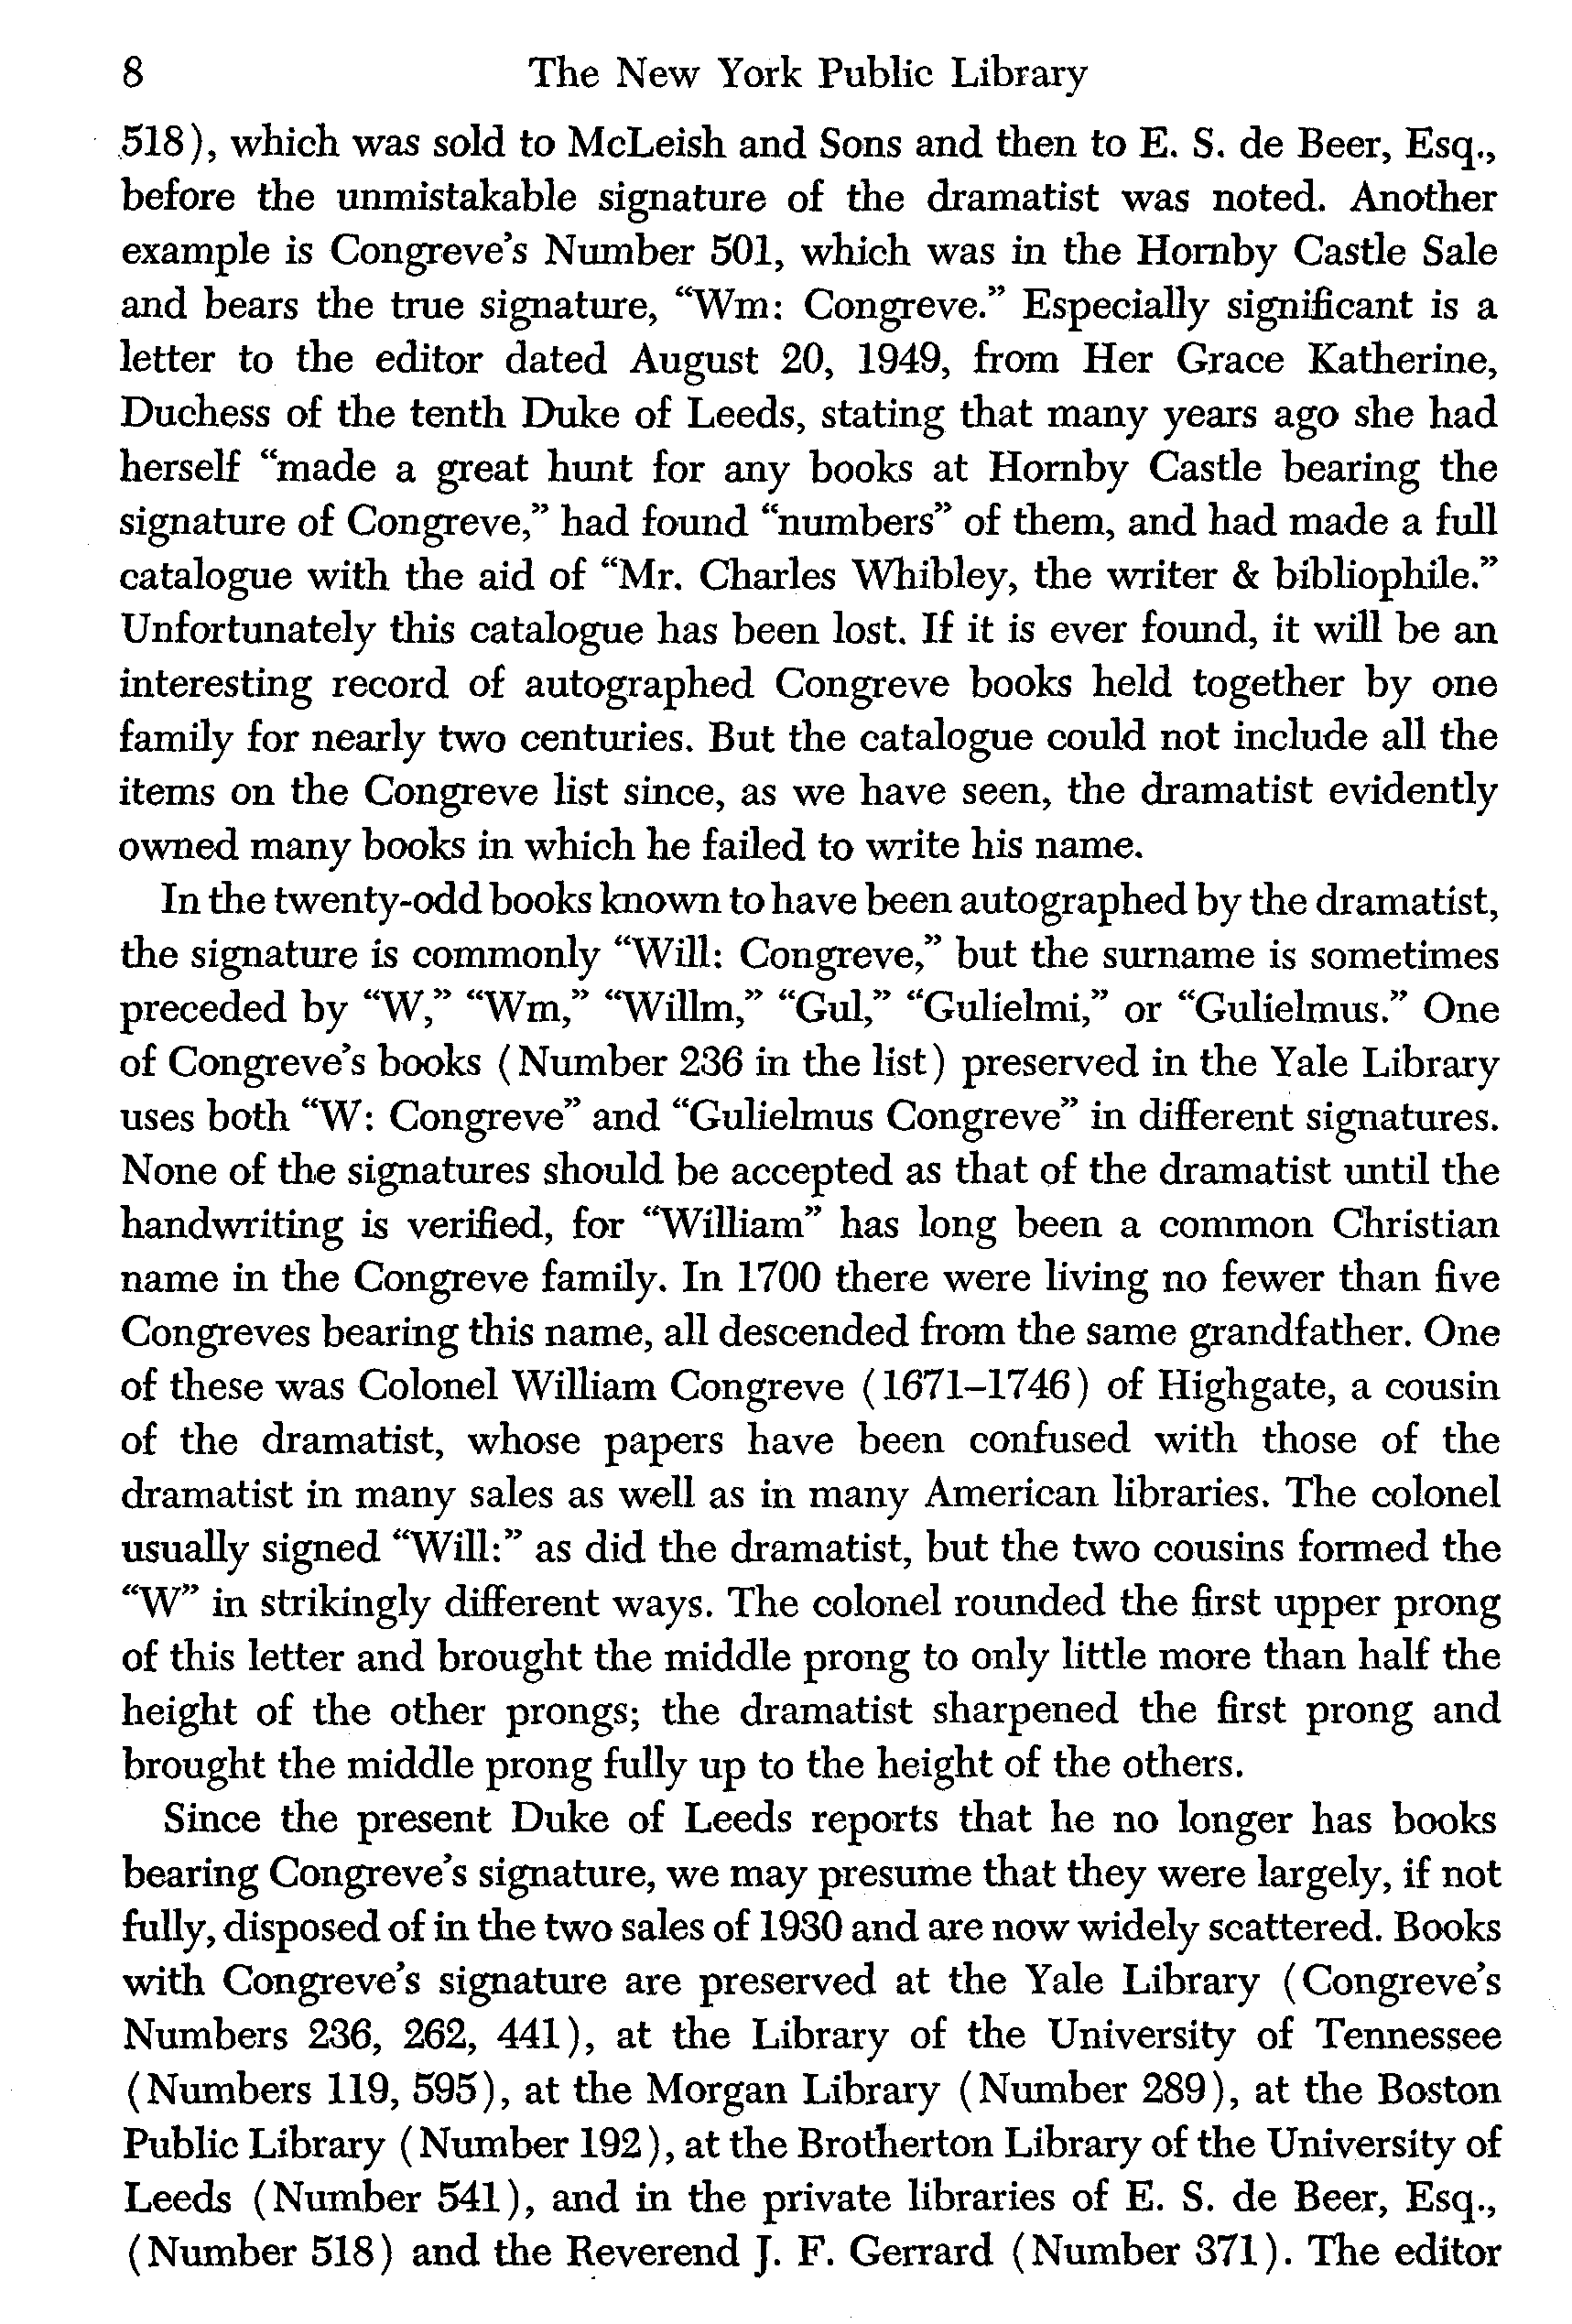 8 The New York Public Library
518), which was sold to McLeish and Sons and then to E. S. de Beer, Esq.,
before the unmistakable signature of the dramatist was noted. Another
example is Congreve's Number 501, which was in the Hornby Castle Sale
and bears the true signature, "Wm: Congreve." Especially significant is a
letter to the editor dated August 20, 1949, from Her Grace Katherine,
Duchess of the tenth Duke of Leeds, stating that many years ago she had
herself "made a great hunt for any books at Hornby Castle bearing the
signature of Congreve," had found "numbers" of them, and had made a full
catalogue with the aid of "Mr. Charles Whibley, the writer & bibliophile."
Unfortunately this catalogue has been lost. If it is ever found, it will be an
interesting record of autographed Congreve books held together by one
family for nearly two centuries. But the catalogue could not include all the
items on the Congreve list since, as we have seen, the dramatist evidently
owned many books in which he failed to write his name.
In the twenty-odd books known to have been autographed by the dramatist,
the signature is commonly "Will: Congreve," but the surname is sometimes
preceded by "W," "Wm," "Willm," "Gul," "Gulielmi," or "Gulielmus." One
of Congreve's books (Number 236 in the list) preserved in the Yale Library
uses both "W: Congreve" and "Gulielmus Congreve" in different signatures.
None of the signatures should be accepted as that of the dramatist until the
handwriting is verified, for "William" has long been a common Christian
name in the Congreve family. In 1700 there were living no fewer than five
Congreves bearing this name, all descended from the same grandfather. One
of these was Colonel William Congreve (1671–1746) of Highgate, a cousin
of the dramatist, whose papers have been confused with those of the
dramatist in many sales as well as in many American libraries. The colonel
usually signed "Will:" as did the dramatist, but the two cousins formed the
"W" in strikingly different ways. The colonel rounded the first upper prong
of this letter and brought the middle prong to only little more than half the
height of the other prongs; the dramatist sharpened the first prong and
brought the middle prong fully up to the height of the others.
Since the present Duke of Leeds reports that he no longer has books
bearing Congreve's signature, we may presume that they were largely, if not
fully, disposed of in the two sales of 1930 and are now widely scattered. Books
with Congreve's signature are preserved at the Yale Library (Congreve's
Numbers 236, 262, 441), at the Library of the University of Tennessee
(Numbers 119, 595), at the Morgan Library (Number 289), at the Boston
Public Library (Number 192), at the Brotherton Library of the University of
Leeds (Number 541), and in the private libraries of E. S. de Beer, Esq.,
(Number 518) and the Reverend J. F. Gerrard (Number 371). The editor